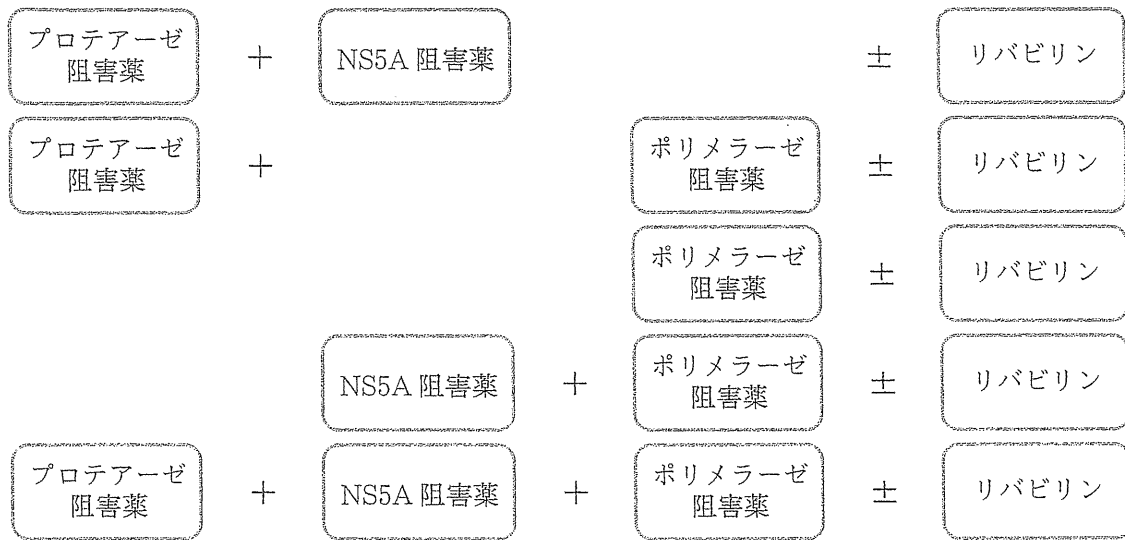 プロテアーゼ
阻害薬 + NS5A 阻害薬 ± リバビリン
プロテアーゼ
阻害薬 + ポリメラーゼ
阻害薬 ± リバビリン
ポリメラーゼ
阻害薬 ± リバビリン
NS5A 阻害薬 + ポリメラーゼ
阻害薬 ± リバビリン
プロテアーゼ
阻害薬 + NS5A 阻害薬 + ポリメラーゼ
阻害薬 ± リバビリン